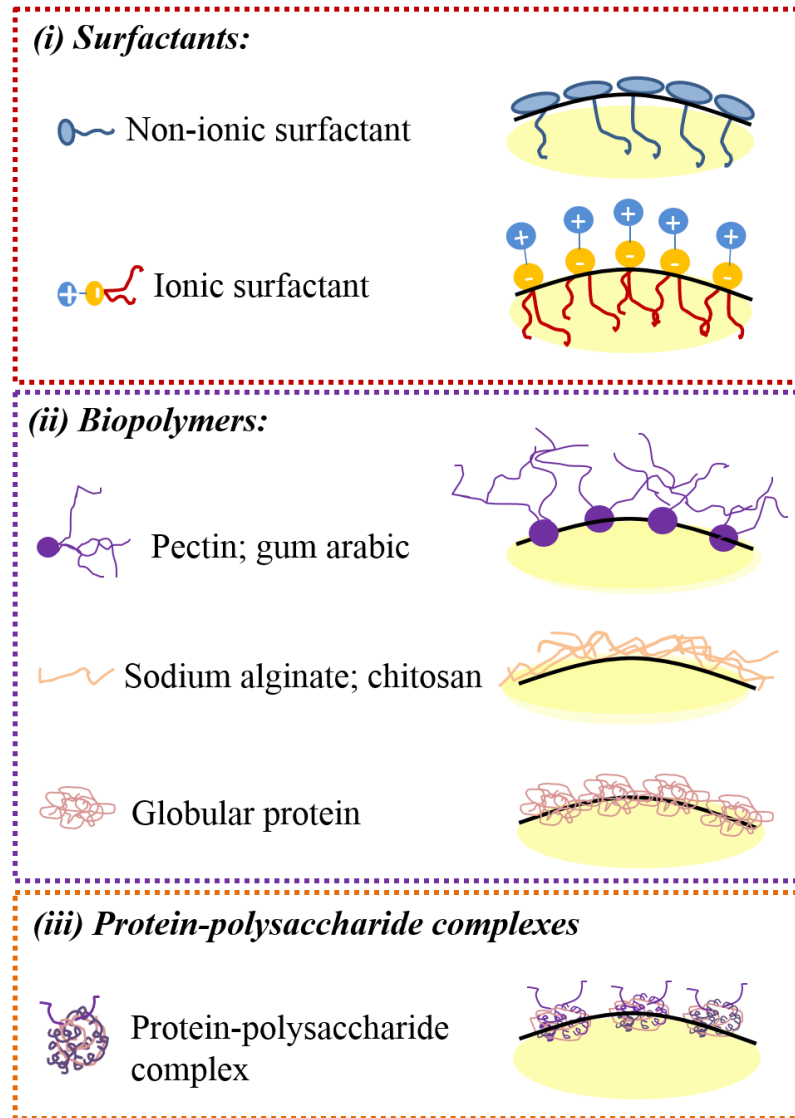 (i) Surfactants:
Non-ionic surfactant
+ + + + +
- - - - -
+ - Ionic surfactant
(ii) Biopolymers:
Pectin; gum arabic
Sodium alginate; chitosan
Globular protein
(iii) Protein-polysaccharide complexes
Protein-polysaccharide
complex